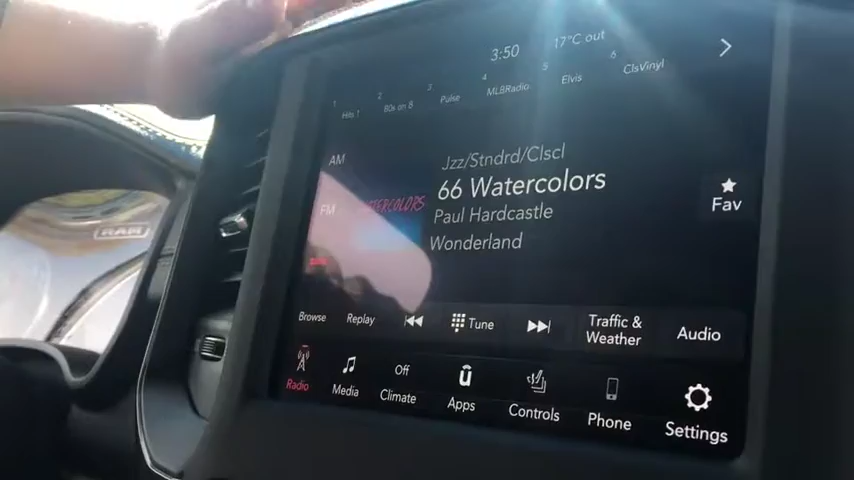 3:50 17°C out
1 2 3 4 5 6
Hits 1 80s on 8 Pulse MLBRadio Elvis ClsVinyl
AM
FM
Jzz/Stndrd/Clscl
WATERCOLORS
66 Watercolors
Paul Hardcastle
Wonderland
Fav
RAM
Browse Replay Tune Traffic & Weather Audio
Radio Media Off Climate Apps Controls Phone Settings